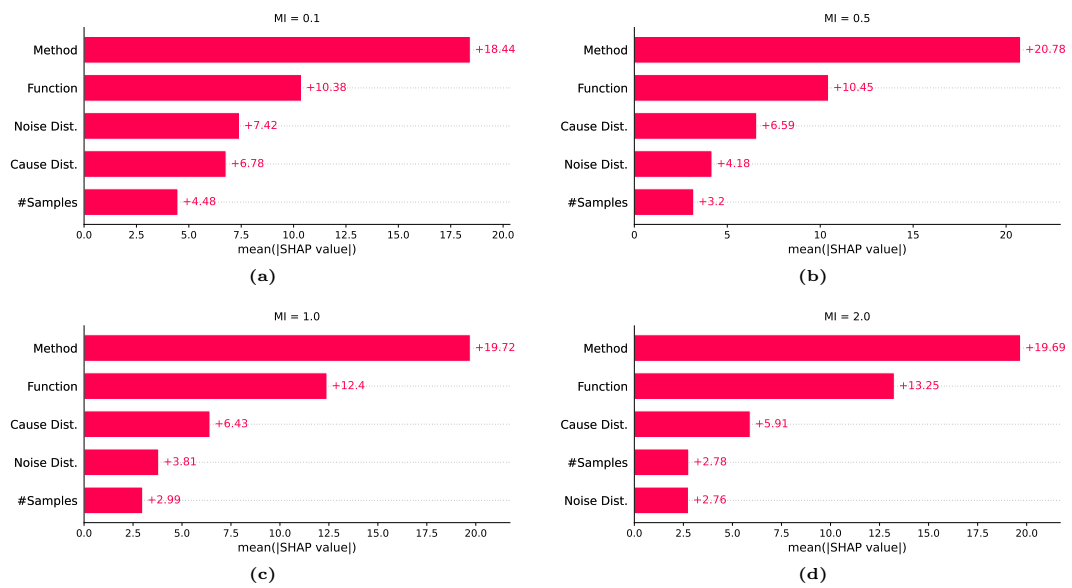 MI = 0.1
Method +18.44
Function +10.38
Noise Dist. +7.42
Cause Dist. +6.78
#Samples +4.48
0.0 2.5 5.0 7.5 10.0 12.5 15.0 17.5 20.0
mean(|SHAP value|)
(a)
MI = 0.5
Method +20.78
Function +10.45
Cause Dist. +6.59
Noise Dist. +4.18
#Samples +3.2
0 5 10 15 20
mean(|SHAP value|)
(b)
MI = 1.0
Method +19.72
Function +12.4
Cause Dist. +6.43
Noise Dist. +3.81
#Samples +2.99
0.0 2.5 5.0 7.5 10.0 12.5 15.0 17.5 20.0
mean(|SHAP value|)
(c)
MI = 2.0
Method +19.69
Function +13.25
Cause Dist. +5.91
#Samples +2.78
Noise Dist. +2.76
0.0 2.5 5.0 7.5 10.0 12.5 15.0 17.5 20.0
mean(|SHAP value|)
(d)